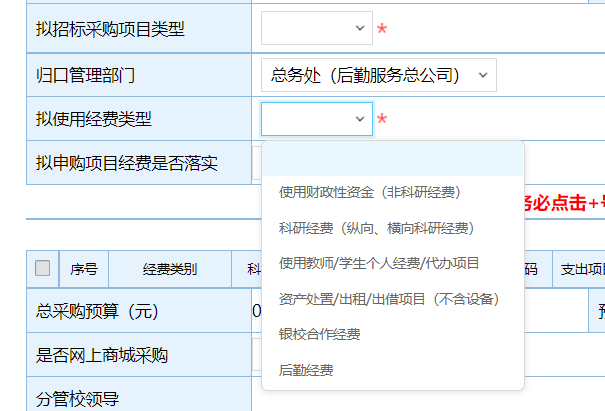 拟招标采购项目类型 *
归口管理部门 总务处（后勤服务总公司）
拟使用经费类型 *
拟申购项目经费是否落实
使用财政性资金（非科研经费）
务必点击+
科研经费（纵向、横向科研经费）
使用教师/学生个人经费/代办项目
序号 经费类别 科 码 支出项
资产处置/出租/出借项目（不含设备）
总采购预算（元） 0
银校合作经费
是否网上商城采购
后勤经费
分管校领导